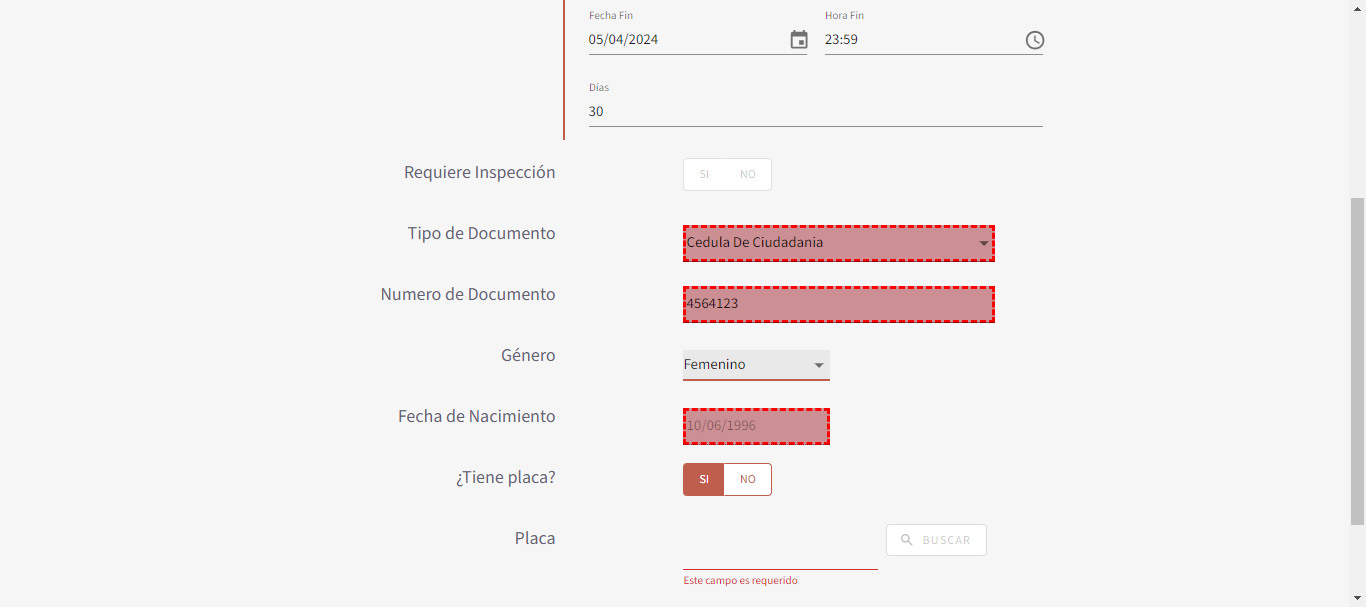 Fecha Fin Hora Fin
05/04/2024 23:59
Días
30
Requiere Inspección SI NO
Tipo de Documento Cedula De Ciudadania
Numero de Documento 4564123
Género Femenino
Fecha de Nacimiento 10/06/1996
¿Tiene placa? SI NO
Placa BUSCAR
Este campo es requerido